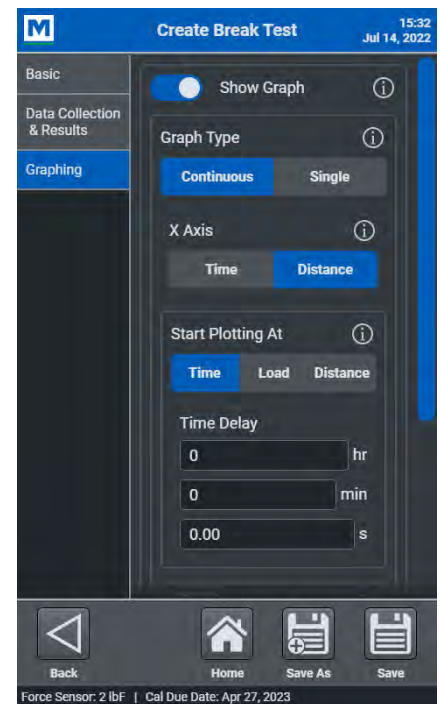 M
Create Break Test
15:32
Jul 14, 2022
Basic
Data Collection
& Results
Graphing
Show Graph
Graph Type
Continuous Single
X Axis
Time Distance
Start Plotting At
Time Load Distance
Time Delay
0 hr
0 min
0.00 s
Back Home Save As Save
Force Sensor: 2 lbF | Cal Due Date: Apr 27, 2023